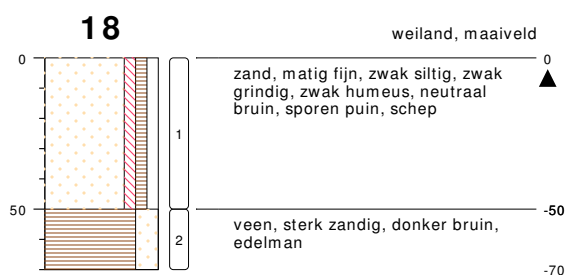 18
weiland, maaiveld
0
0
zand, matig fijn, zwak siltig, zwak
grindig, zwak humeus, neutraal
bruin, sporen puin, schep
1
50
-50
veen, sterk zandig, donker bruin,
edelman
2
-70